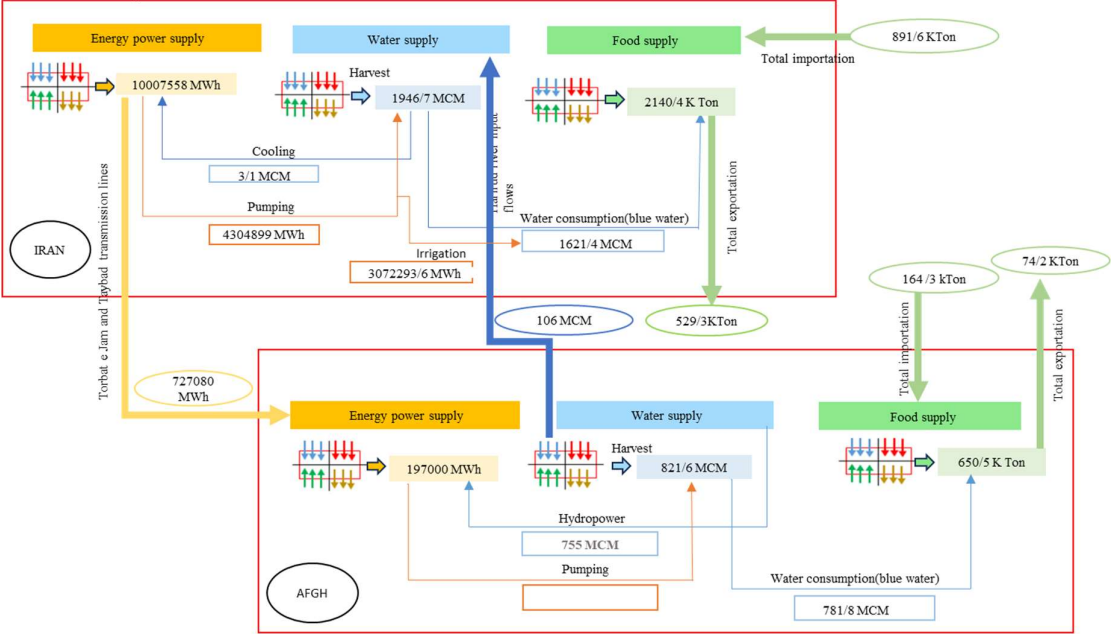 Energy power supply
Water supply
Food supply
891/6 KTon
Total importation
10007558 MWh
Harvest
1946/7 MCM
2140/4 K Ton
Cooling
3/1 MCM
Pumping
4304899 MWh
river input
flows
Water consumption(blue water)
1621/4 MCM
Irrigation
3072293/6 MWh
Total exportation
IRAN
Torbat e Jam and Taybad transmission lines
106 MCM
529/3KTon
164 /3 kTon
74/2 KTon
Total importation
Total exportation
727080
MWh
Energy power supply
Water supply
Food supply
197000 MWh
Harvest
821/6 MCM
650/5 K Ton
Hydropower
755 MCM
Pumping
Water consumption(blue water)
781/8 MCM
AFGH